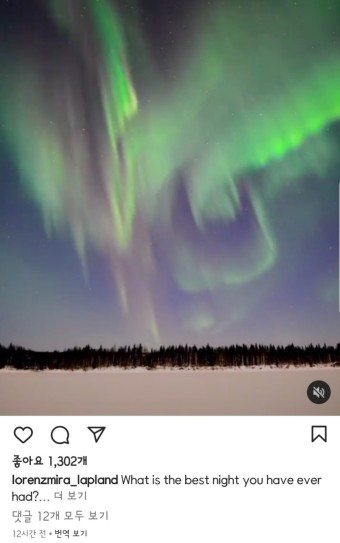 좋아요 1,302개
lorenzmira_lapland What is the best night you have ever
had?... 더 보기
댓글 12개 모두 보기
12시간 전 • 번역 보기